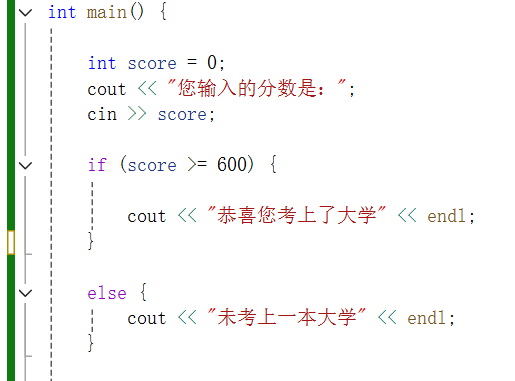 int main() {
int score = 0;
cout << "您输入的分数是：";
cin >> score;
if (score >= 600) {
cout << "恭喜您考上了大学" << endl;
}
else {
cout << "未考上一本大学" << endl;
}